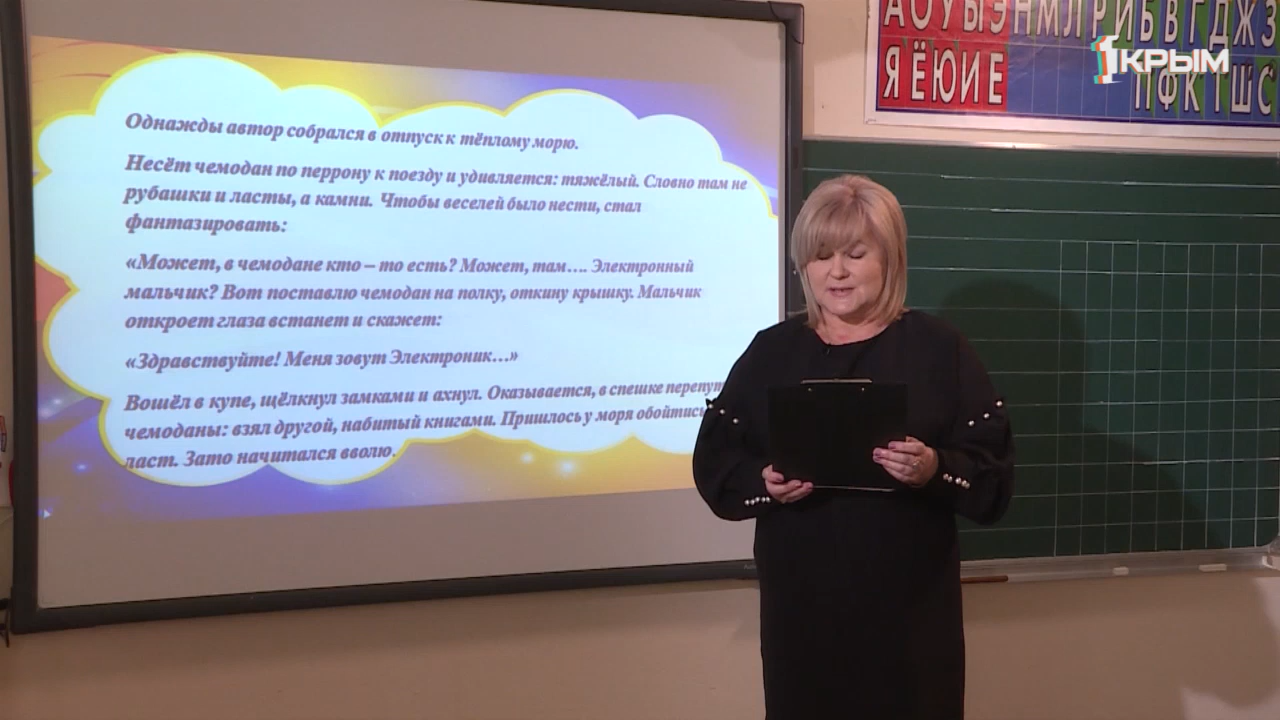 АОУЫЭНМЛРЙБВГДЖЗ
ЯЁЮИЕ ПФКТШС
1КРЫМ
Однажды автор собрался в отпуск к тёплому морю.
Несёт чемодан по перрону к поезду и удивляется: тяжёлый. Словно там не
рубашки и ласты, а камни. Чтобы веселей было нести, стал
фантазировать:
«Может, в чемодане кто – то есть? Может, там…. Электронный
мальчик? Вот поставлю чемодан на полку, откину крышку. Мальчик
откроет глаза встанет и скажет:
«Здравствуйте! Меня зовут Электроник…»
Вошёл в купе, щёлкнул замками и ахнул. Оказывается, в спешке перепут
чемоданы: взял другой, набитый книгами. Пришлось у моря обойтись
ласт. Зато начитался вволю.